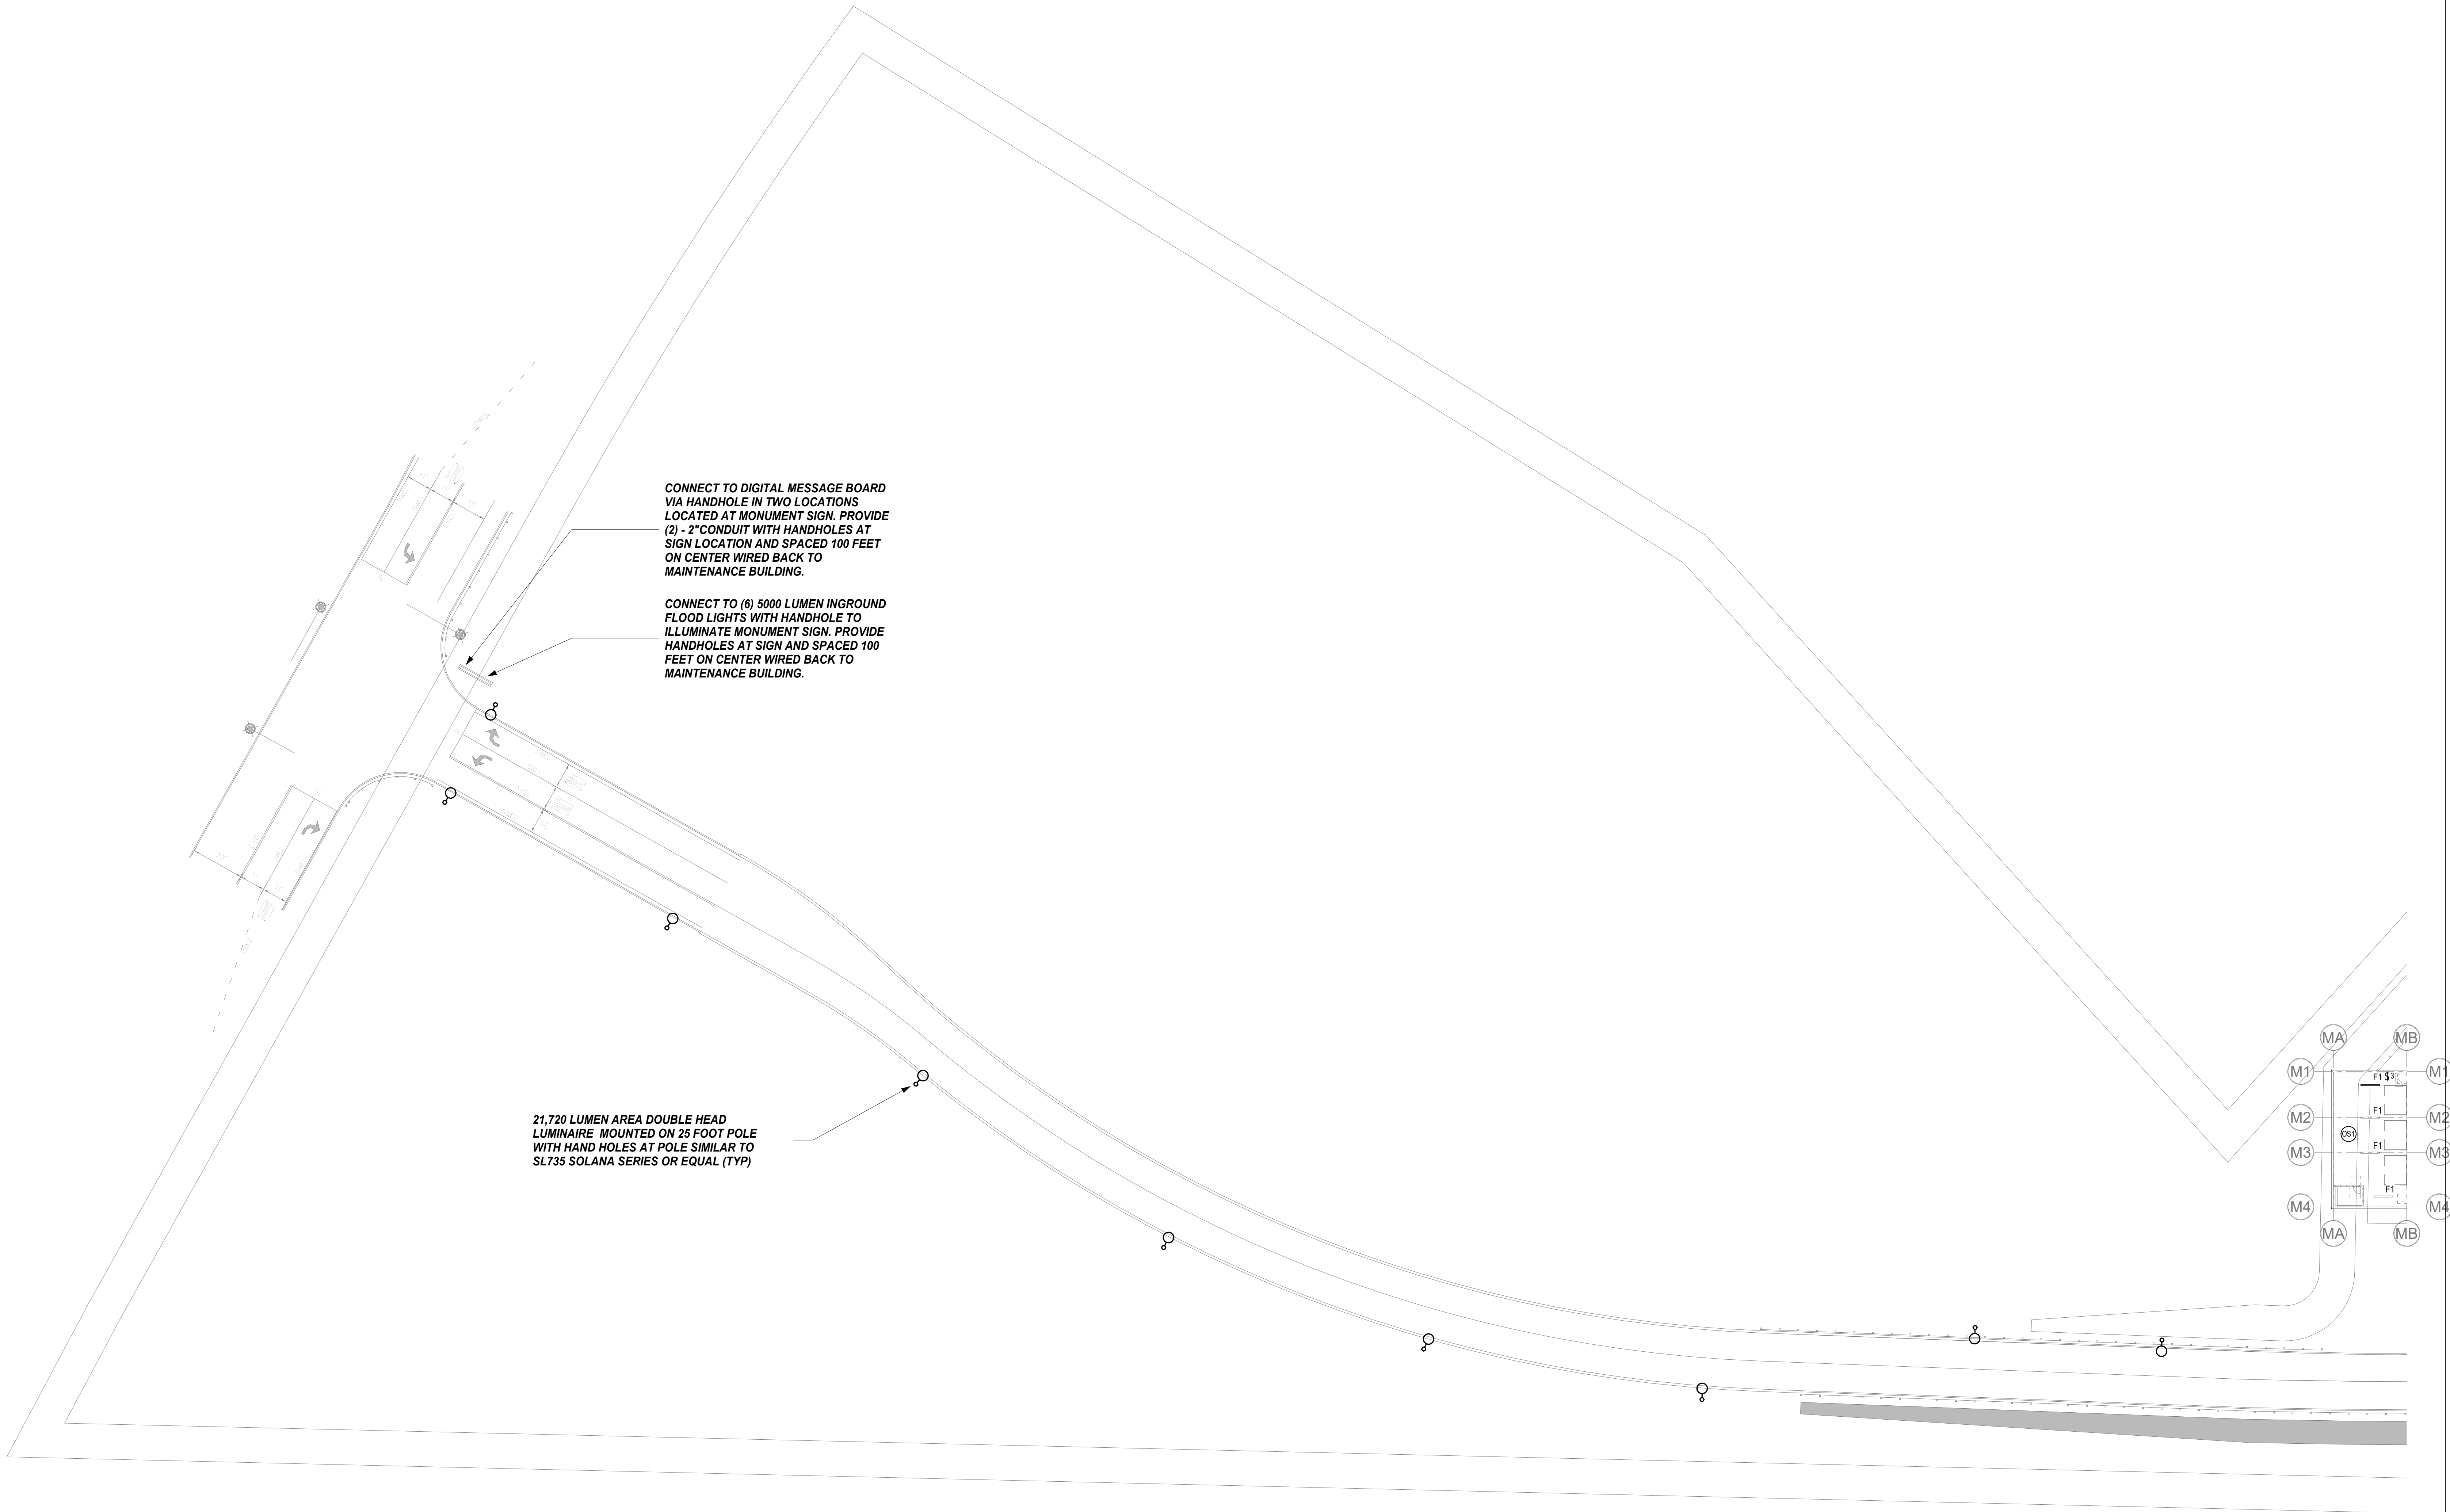 CONNECT TO DIGITAL MESSAGE BOARD
VIA HANDHOLE IN TWO LOCATIONS
LOCATED AT MONUMENT SIGN. PROVIDE
(2) - 2"CONDUIT WITH HANDHOLES AT
SIGN LOCATION AND SPACED 100 FEET
ON CENTER WIRED BACK TO
MAINTENANCE BUILDING.
CONNECT TO (6) 5000 LUMEN INGROUND
FLOOD LIGHTS WITH HANDHOLE TO
ILLUMINATE MONUMENT SIGN. PROVIDE
HANDHOLES AT SIGN AND SPACED 100
FEET ON CENTER WIRED BACK TO
MAINTENANCE BUILDING.
21,720 LUMEN AREA DOUBLE HEAD
LUMINAIRE MOUNTED ON 25 FOOT POLE
WITH HAND HOLES AT POLE SIMILAR TO
SL735 SOLANA SERIES OR EQUAL (TYP)
MA
MB
M1
F1
$3
M1
M2
F1
M2
OS1
M3
F1
M3
F1
M4
M4
MA
MB